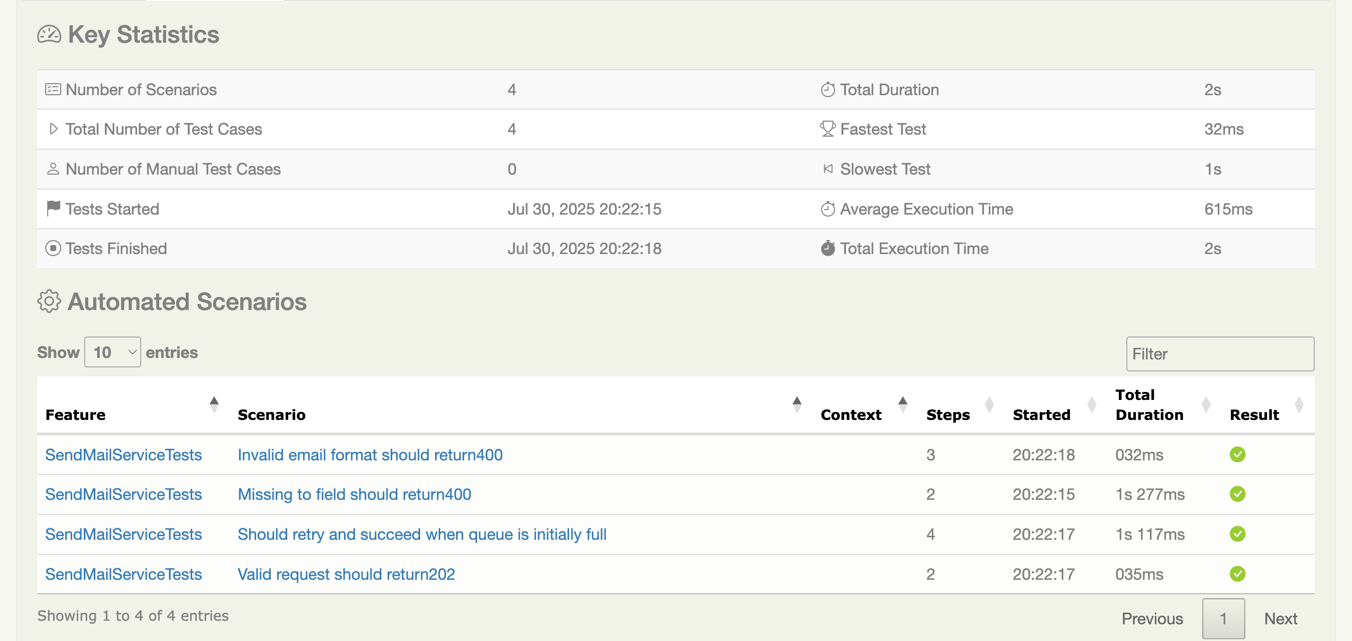 Key Statistics
Number of Scenarios 4 Total Duration 2s
Total Number of Test Cases 4 Fastest Test 32ms
Number of Manual Test Cases 0 Slowest Test 1s
Tests Started Jul 30, 2025 20:22:15 Average Execution Time 615ms
Tests Finished Jul 30, 2025 20:22:18 Total Execution Time 2s
Automated Scenarios
Show 10 entries Filter
Feature Scenario Context Steps Started Total Duration Result
SendMailServiceTests Invalid email format should return400 3 20:22:18 032ms
SendMailServiceTests Missing to field should return400 2 20:22:15 1s 277ms
SendMailServiceTests Should retry and succeed when queue is initially full 4 20:22:17 1s 117ms
SendMailServiceTests Valid request should return202 2 20:22:17 035ms
Showing 1 to 4 of 4 entries Previous 1 Next